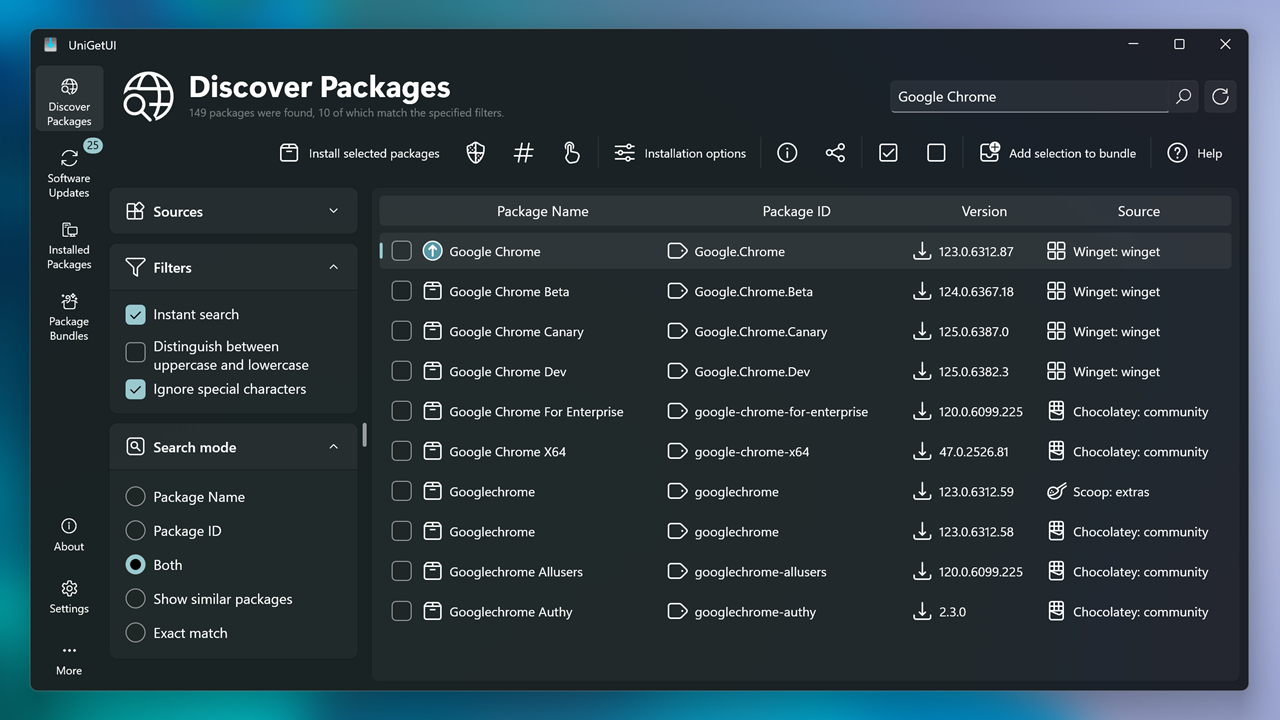 UniGetUI
Discover
Packages
25
Software
Updates
Installed
Packages
Package
Bundles
About
Settings
More
Discover Packages
149 packages were found, 10 of which match the specified filters.
Google Chrome
Install selected packages
Installation options
Add selection to bundle
Help
Sources
Filters
Instant search
Distinguish between
uppercase and lowercase
Ignore special characters
Search mode
Package Name
Package ID
Both
Show similar packages
Exact match
Package Name Package ID Version Source
Google Chrome Google.Chrome 123.0.6312.87 Winget: winget
Google Chrome Beta Google.Chrome.Beta 124.0.6367.18 Winget: winget
Google Chrome Canary Google.Chrome.Canary 125.0.6387.0 Winget: winget
Google Chrome Dev Google.Chrome.Dev 125.0.6382.3 Winget: winget
Google Chrome For Enterprise google-chrome-for-enterprise 120.0.6099.225 Chocolatey: community
Google Chrome X64 google-chrome-x64 47.0.2526.81 Chocolatey: community
Googlechrome googlechrome 123.0.6312.59 Scoop: extras
Googlechrome googlechrome 123.0.6312.58 Chocolatey: community
Googlechrome Allusers googlechrome-allusers 120.0.6099.225 Chocolatey: community
Googlechrome Authy googlechrome-authy 2.3.0 Chocolatey: community